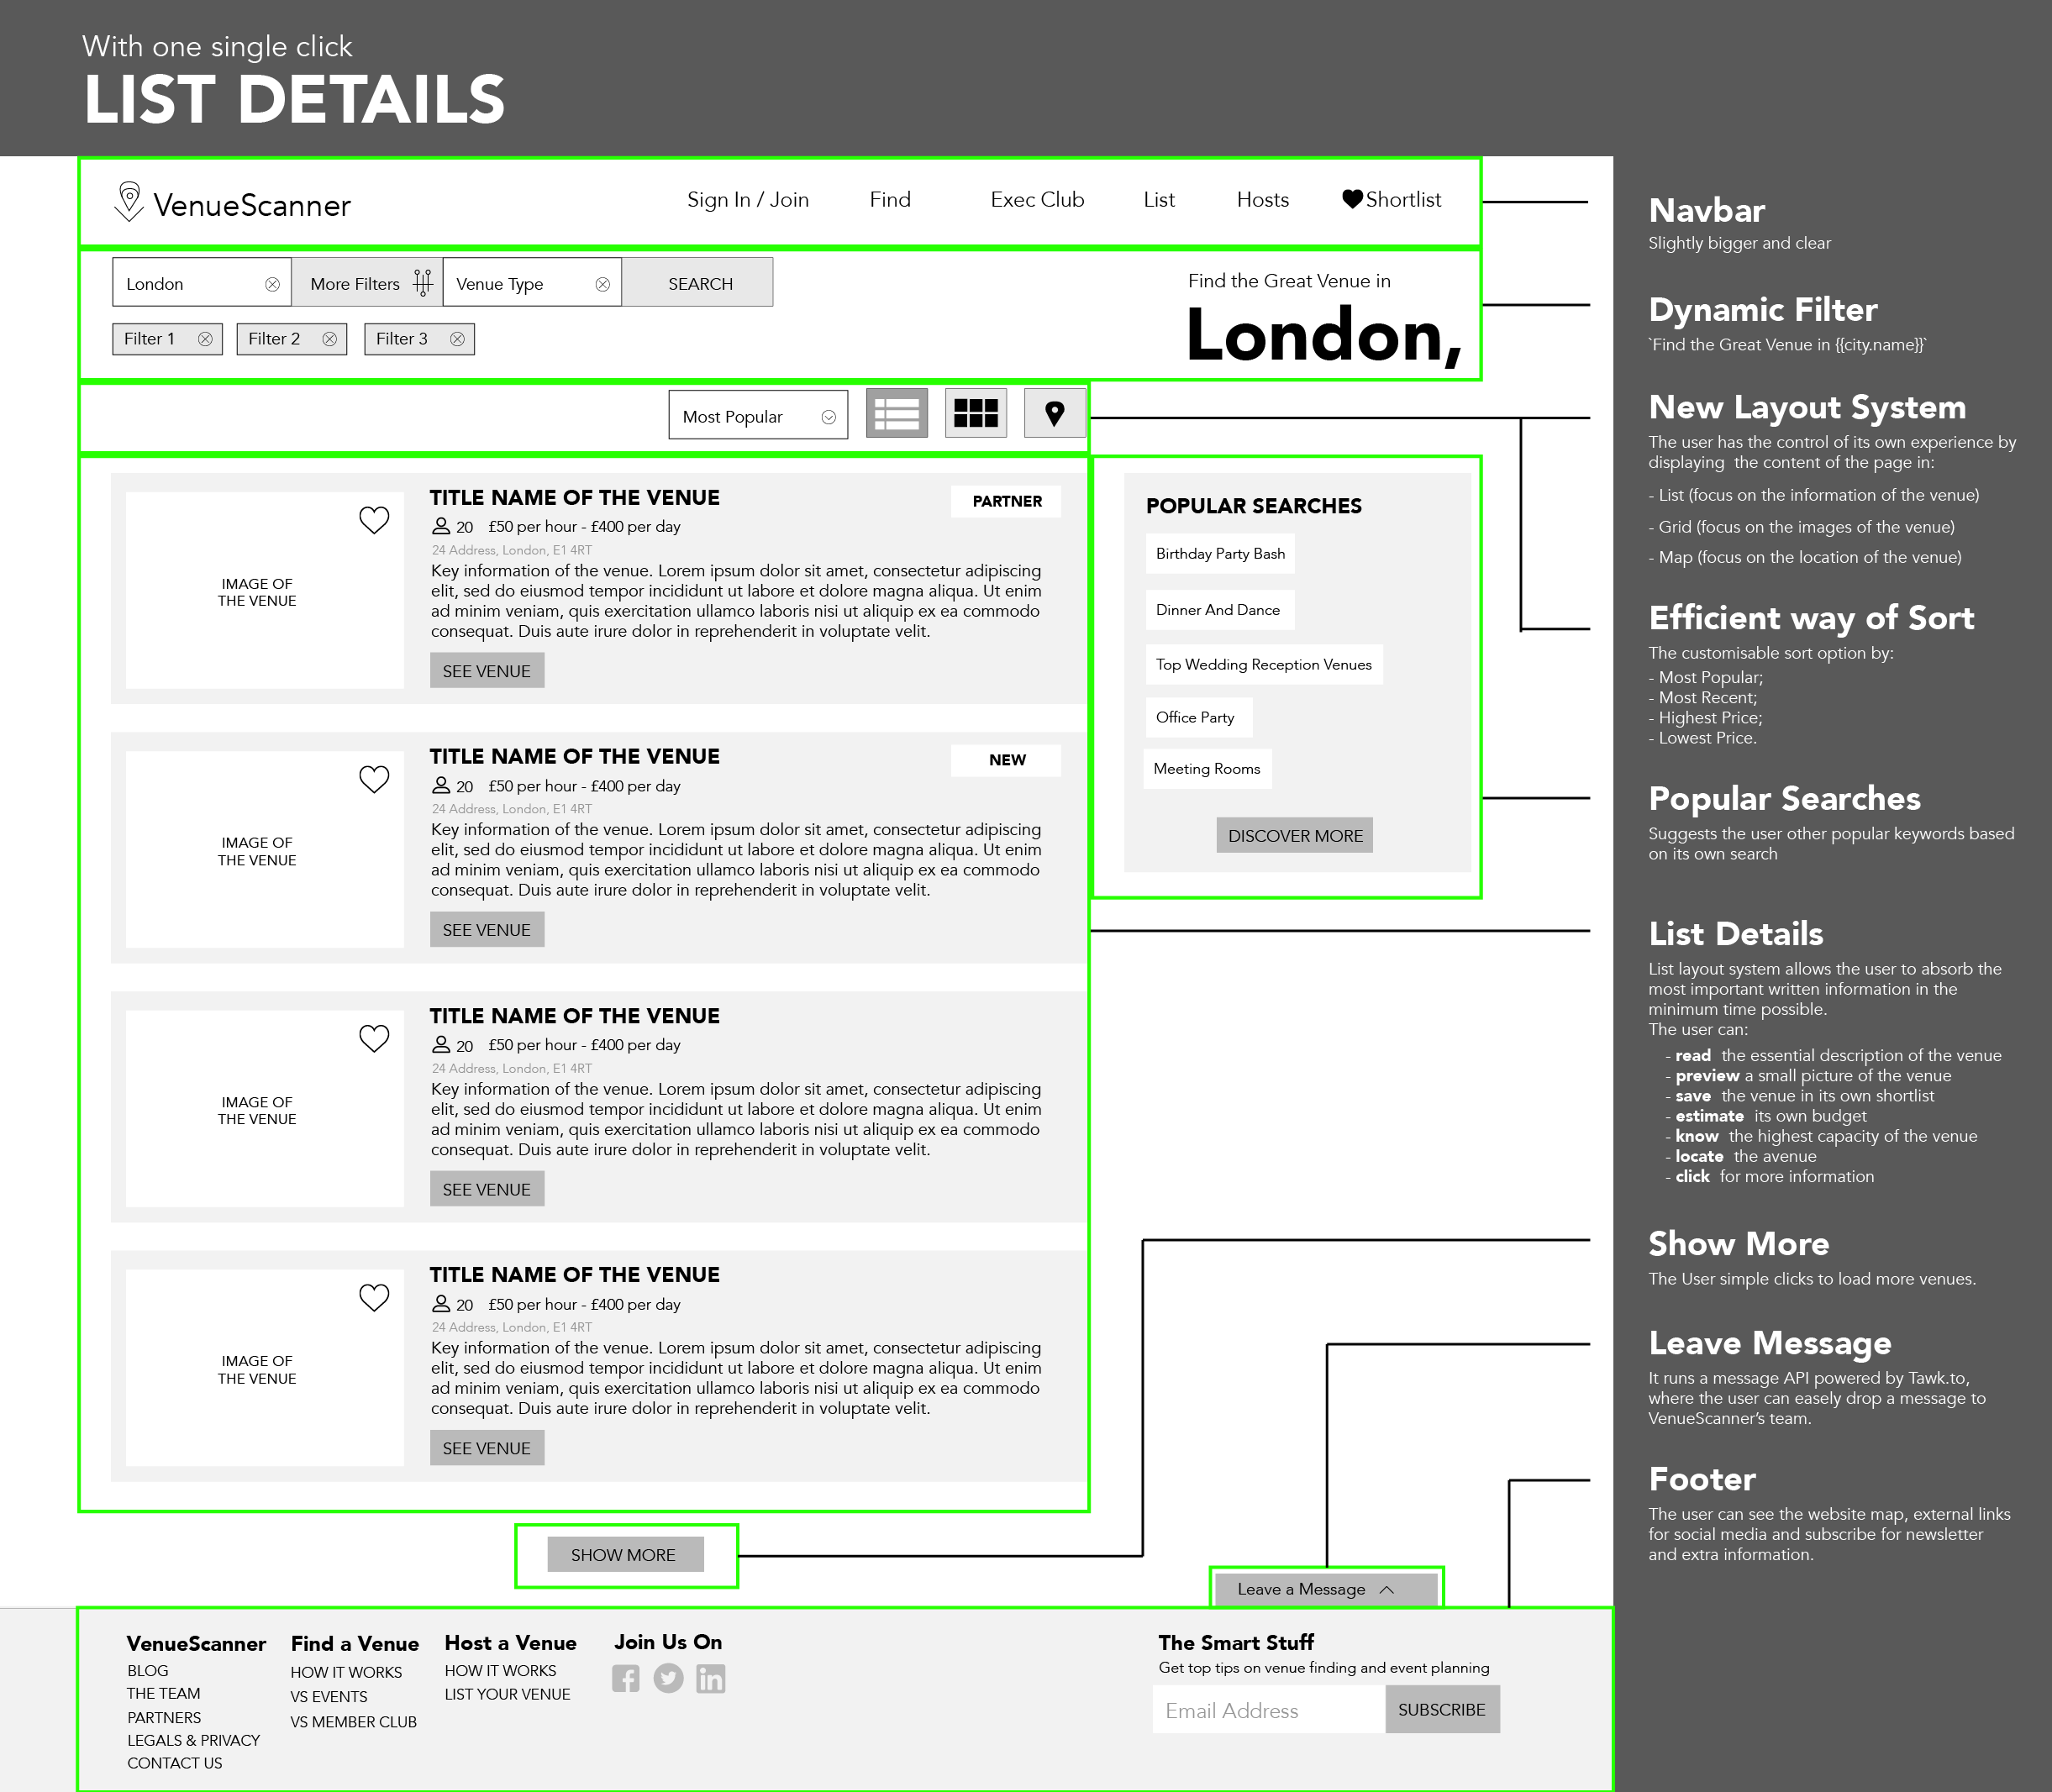 With one single click
LIST DETAILS
VenueScanner
Sign In / Join
Find
Exec Club
List
Hosts
Shortlist
London
More Filters
Venue Type
SEARCH
Filter 1
Filter 2
Filter 3
Find the Great Venue in
London,
Most Popular
TITLE NAME OF THE VENUE
PARTNER
20 £50 per hour - £400 per day
24 Address, London, E1 4RT
IMAGE OF
THE VENUE
Key information of the venue. Lorem ipsum dolor sit amet, consectetur adipiscing
elit, sed do eiusmod tempor incididunt ut labore et dolore magna aliqua. Ut enim
ad minim veniam, quis exercitation ullamco laboris nisi ut aliquip ex ea commodo
consequat. Duis aute irure dolor in reprehenderit in voluptate velit.
SEE VENUE
TITLE NAME OF THE VENUE
NEW
20 £50 per hour - £400 per day
24 Address, London, E1 4RT
IMAGE OF
THE VENUE
Key information of the venue. Lorem ipsum dolor sit amet, consectetur adipiscing
elit, sed do eiusmod tempor incididunt ut labore et dolore magna aliqua. Ut enim
ad minim veniam, quis exercitation ullamco laboris nisi ut aliquip ex ea commodo
consequat. Duis aute irure dolor in reprehenderit in voluptate velit.
SEE VENUE
TITLE NAME OF THE VENUE
20 £50 per hour - £400 per day
24 Address, London, E1 4RT
IMAGE OF
THE VENUE
Key information of the venue. Lorem ipsum dolor sit amet, consectetur adipiscing
elit, sed do eiusmod tempor incididunt ut labore et dolore magna aliqua. Ut enim
ad minim veniam, quis exercitation ullamco laboris nisi ut aliquip ex ea commodo
consequat. Duis aute irure dolor in reprehenderit in voluptate velit.
SEE VENUE
TITLE NAME OF THE VENUE
20 £50 per hour - £400 per day
24 Address, London, E1 4RT
IMAGE OF
THE VENUE
Key information of the venue. Lorem ipsum dolor sit amet, consectetur adipiscing
elit, sed do eiusmod tempor incididunt ut labore et dolore magna aliqua. Ut enim
ad minim veniam, quis exercitation ullamco laboris nisi ut aliquip ex ea commodo
consequat. Duis aute irure dolor in reprehenderit in voluptate velit.
SEE VENUE
POPULAR SEARCHES
Birthday Party Bash
Dinner And Dance
Top Wedding Reception Venues
Office Party
Meeting Rooms
DISCOVER MORE
SHOW MORE
Leave a Message
VenueScanner
BLOG
THE TEAM
PARTNERS
LEGALS & PRIVACY
CONTACT US
Find a Venue
HOW IT WORKS
VS EVENTS
VS MEMBER CLUB
Host a Venue
HOW IT WORKS
LIST YOUR VENUE
Join Us On
The Smart Stuff
Get top tips on venue finding and event planning
Email Address
SUBSCRIBE
Navbar
Slightly bigger and clear
Dynamic Filter
`Find the Great Venue in {{city.name}}`
New Layout System
The user has the control of its own experience by
displaying the content of the page in:
- List (focus on the information of the venue)
- Grid (focus on the images of the venue)
- Map (focus on the location of the venue)
Efficient way of Sort
The customisable sort option by:
- Most Popular;
- Most Recent;
- Highest Price;
- Lowest Price.
Popular Searches
Suggests the user other popular keywords based
on its own search
List Details
List layout system allows the user to absorb the
most important written information in the
minimum time possible.
The user can:
- read the essential description of the venue
- preview a small picture of the venue
- save the venue in its own shortlist
- estimate its own budget
- know the highest capacity of the venue
- locate the avenue
- click for more information
Show More
The User simple clicks to load more venues.
Leave Message
It runs a message API powered by Tawk.to,
where the user can easely drop a message to
VenueScanner’s team.
Footer
The user can see the website map, external links
for social media and subscribe for newsletter
and extra information.